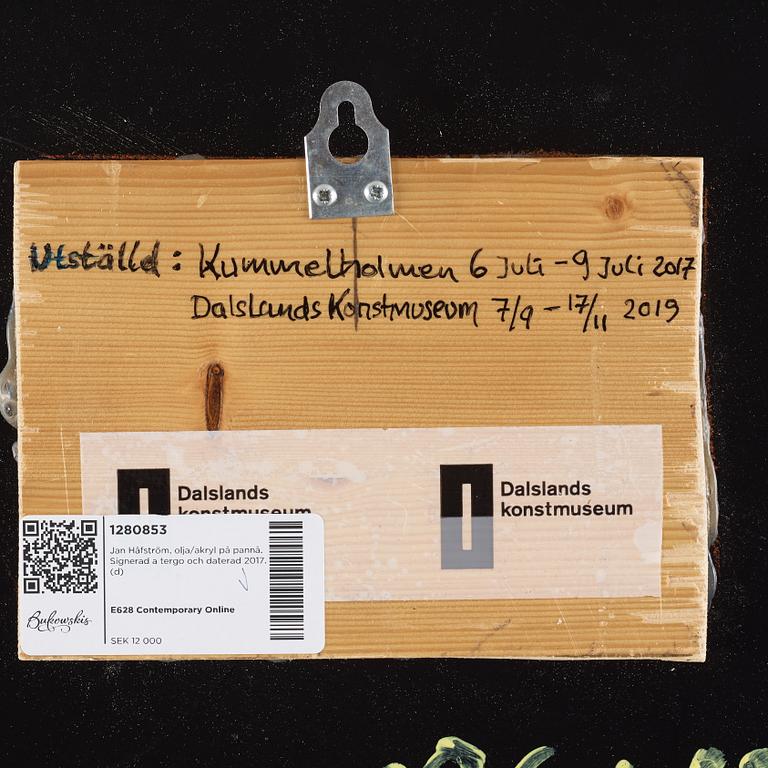 Utställd: Kummelholmen 6 Juli - 9 Juli 2017
Dalslands Konstmuseum 7/9 - 17/11 2019
Dalslands
konstmuseum
Dalslands
konstmuseum
1280853
Jan Håfström, olja/akryl på pannå,
Signerad a tergo och daterad 2017.
(d)
Bukowskis
E628 Contemporary Online
SEK 12 000